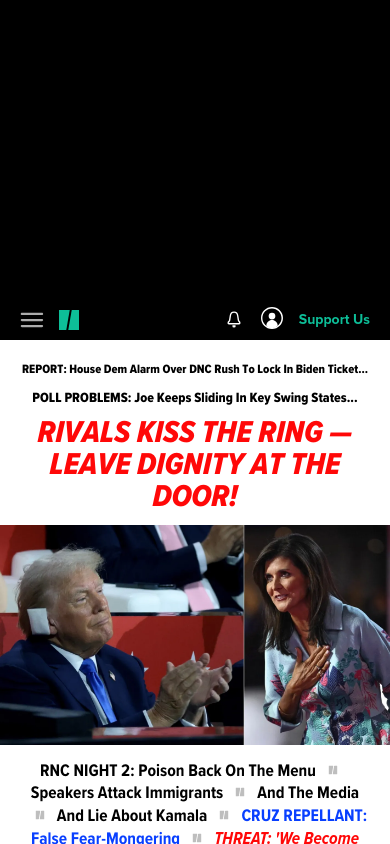 Support Us
REPORT: House Dem Alarm Over DNC Rush To Lock In Biden Ticket...
POLL PROBLEMS: Joe Keeps Sliding In Key Swing States...
RIVALS KISS THE RING —
LEAVE DIGNITY AT THE
DOOR!
RNC NIGHT 2: Poison Back On The Menu
Speakers Attack Immigrants And The Media
And Lie About Kamala CRUZ REPELLANT:
False Fear-Mongering THREAT: 'We Become